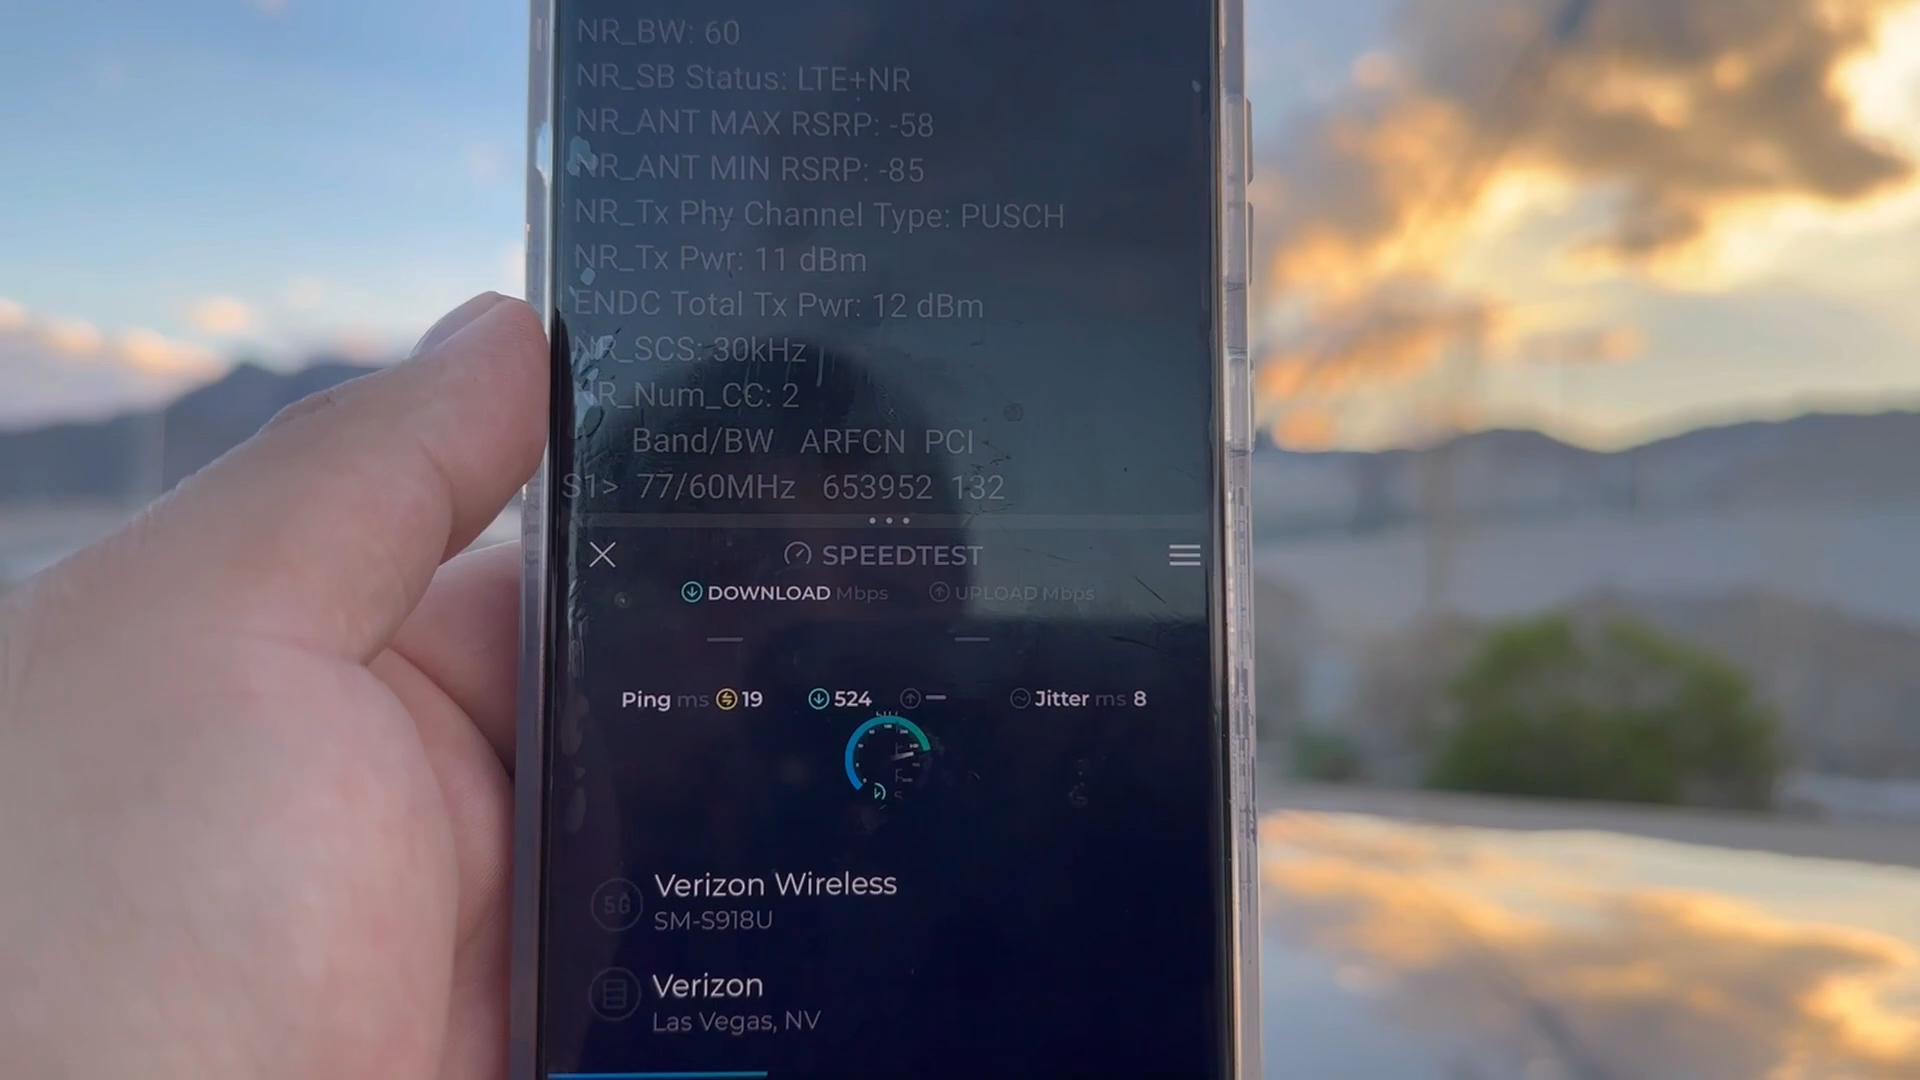 NR_BW: 60
NR_SB Status: LTE+NR
NR_ANT MAX RSRP: -58
NR_ANT MIN RSRP: -85
NR_Tx Phy Channel Type: PUSCH
NR_Tx Pwr: 11 dBm
ENDC Total Tx Pwr: 12 dBm
NR_SCS: 30kHz
NR_Num_CC: 2
Band/BW ARFCN PCI
S1> 77/60MHz 653952 132
SPEEDTEST
DOWNLOAD Mbps UPLOAD Mbps
— —
Ping ms 19 524 — Jitter ms 8
5G Verizon Wireless
SM-S918U
Verizon
Las Vegas, NV